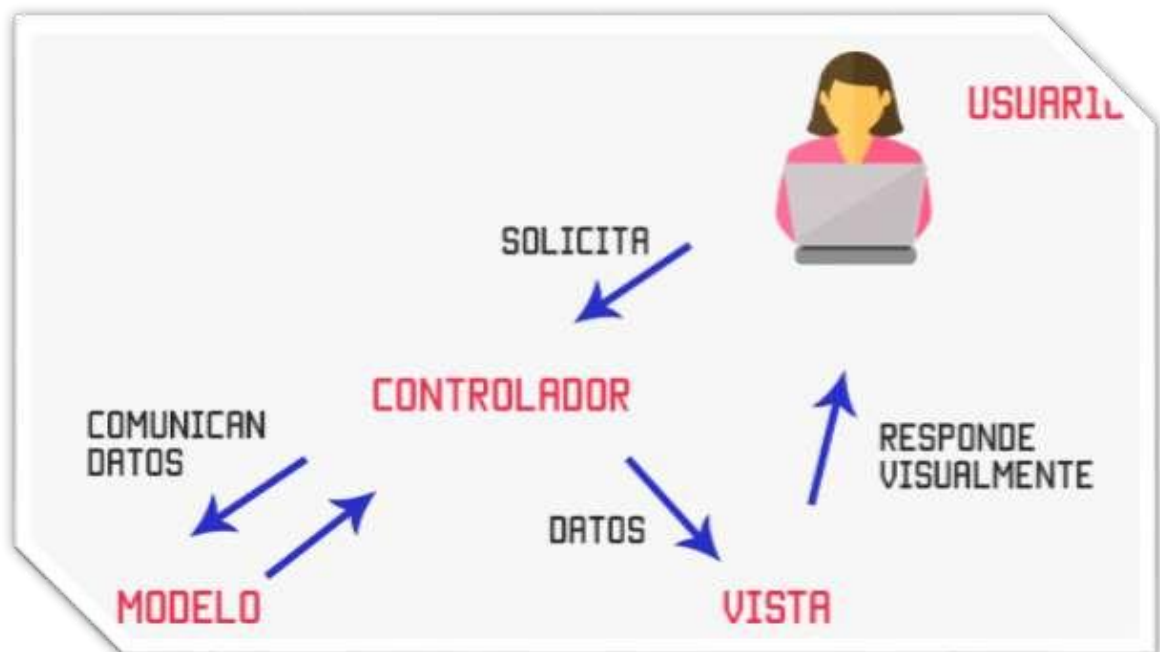 USUARIO
SOLICITA
CONTROLADOR
COMUNICAN
DATOS
RESPONDE
VISUALMENTE
DATOS
MODELO
VISTA